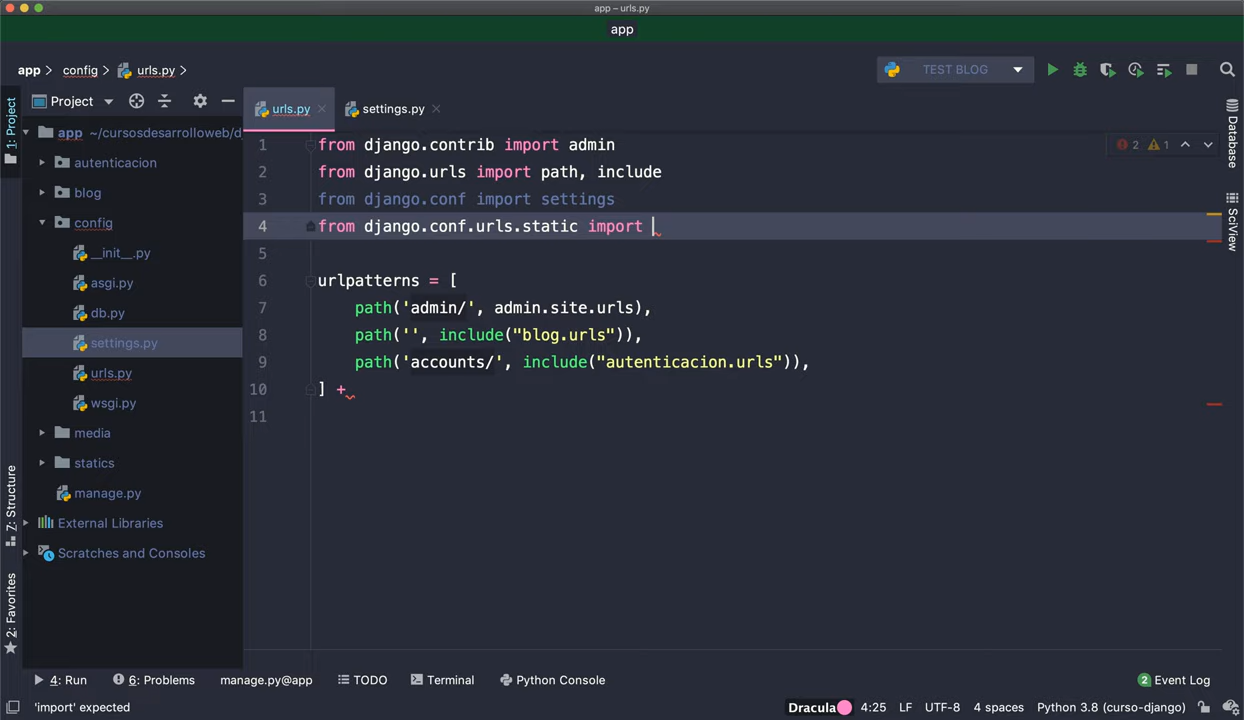 app – urls.py
app
app
config
urls.py
TEST BLOG
Project
urls.py
settings.py
1: Project
Z: Structure
2: Favorites
app ~/cursosdesarrolloweb/d
autenticacion
blog
config
__init__.py
asgi.py
db.py
settings.py
urls.py
wsgi.py
media
statics
manage.py
External Libraries
Scratches and Consoles
1 from django.contrib import admin
2 from django.urls import path, include
3 from django.conf import settings
4 from django.conf.urls.static import
5
6 urlpatterns = [
7 path('admin/', admin.site.urls),
8 path('', include("blog.urls")),
9 path('accounts/', include("autenticacion.urls")),
10 ] +
11
2 1
Database
SciView
4: Run
6: Problems
manage.py@app
TODO
Terminal
Python Console
2 Event Log
'import' expected
Dracula
4:25
LF
UTF-8
4 spaces
Python 3.8 (curso-django)